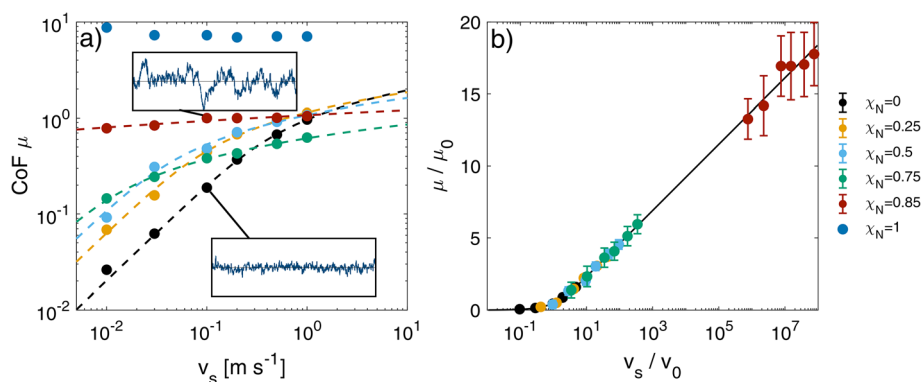 a)
CoF μ
10^1
10^0
10^-1
10^-2
10^-2 10^-1 10^0 10^1
v_s [m s^-1]
b)
μ / μ_0
20
15
10
5
0
10^-1 10^1 10^3 10^5 10^7
v_s / v_0
χ_N=0
χ_N=0.25
χ_N=0.5
χ_N=0.75
χ_N=0.85
χ_N=1